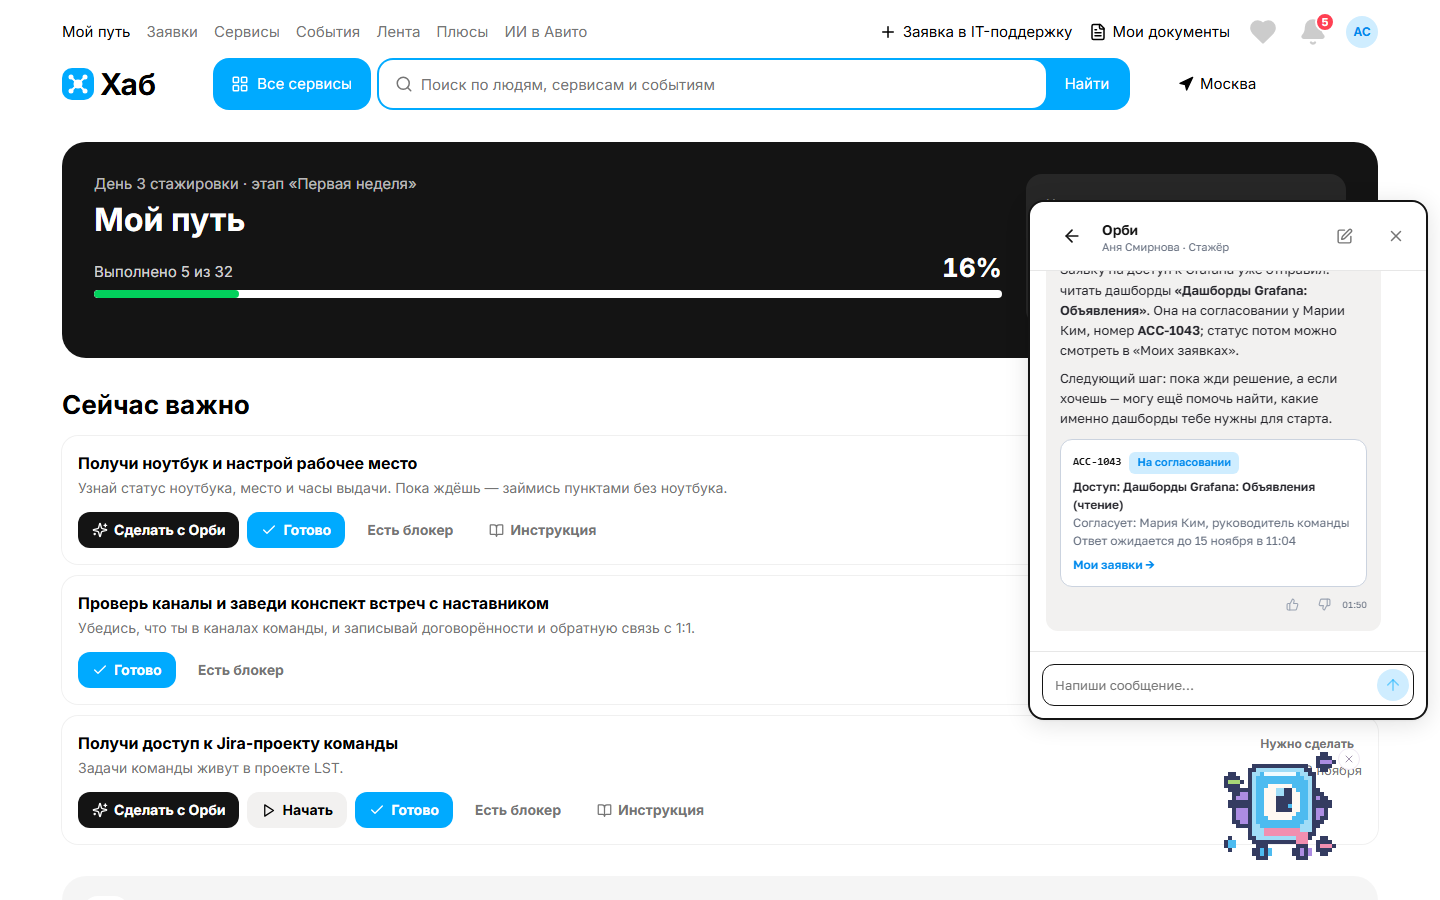 Мой путь Заявки Сервисы События Лента Плюсы ИИ в Авито
Заявка в IT-поддержку Мои документы 5 АС
Хаб Все сервисы Поиск по людям, сервисам и событиям Найти Москва
День 3 стажировки · этап «Первая неделя»
Мой путь
Выполнено 5 из 32 16%
Сейчас важно
Получи ноутбук и настрой рабочее место
Узнай статус ноутбука, место и часы выдачи. Пока ждёшь — займись пунктами без ноутбука.
Сделать с Орби Готово Есть блокер Инструкция
Проверь каналы и заведи конспект встреч с наставником
Убедись, что ты в каналах команды, и записывай договорённости и обратную связь с 1:1.
Готово Есть блокер
Получи доступ к Jira-проекту команды
Задачи команды живут в проекте LST.
Сделать с Орби Начать Готово Есть блокер Инструкция
Нужно сделать
ноября
Орби
Аня Смирнова · Стажёр
Заявку на доступ к Grafana уже отправил:
читать дашборды «Дашборды Grafana:
Объявления». Она на согласовании у Марии
Ким, номер ACC-1043; статус потом можно
смотреть в «Моих заявках».
Следующий шаг: пока жди решение, а если
хочешь — могу ещё помочь найти, какие
именно дашборды тебе нужны для старта.
ACC-1043 На согласовании
Доступ: Дашборды Grafana: Объявления
(чтение)
Согласует: Мария Ким, руководитель команды
Ответ ожидается до 15 ноября в 11:04
Мои заявки →
01:50
Напиши сообщение...